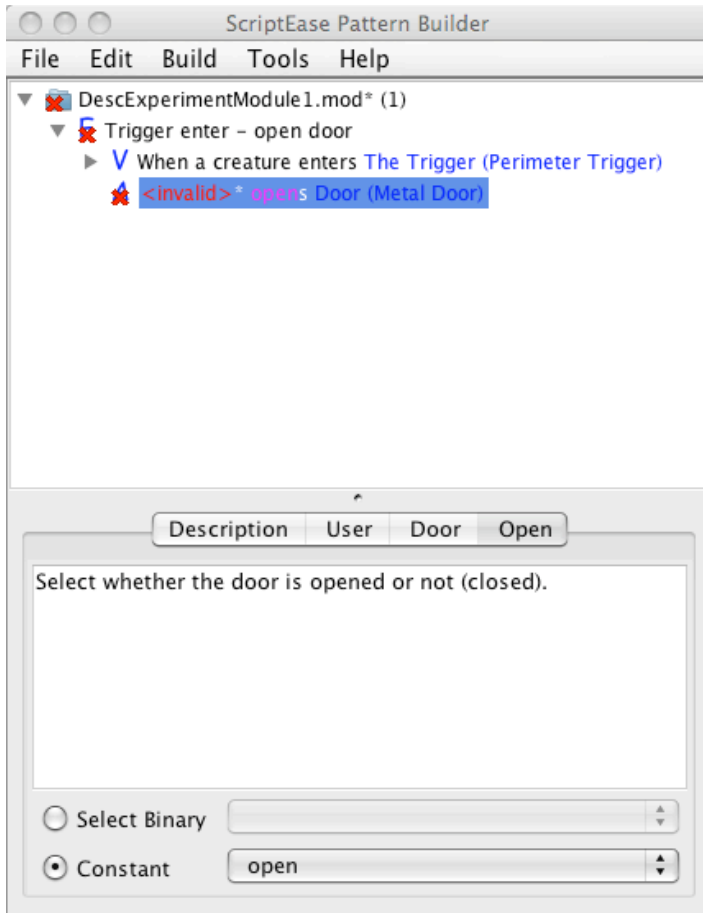 ScriptEase Pattern Builder
File Edit Build Tools Help
DescExperimentModule1.mod* (1)
E Trigger enter – open door
V When a creature enters The Trigger (Perimeter Trigger)
A <invalid>* opens Door (Metal Door)
Description User Door Open
Select whether the door is opened or not (closed).
Select Binary
Constant open